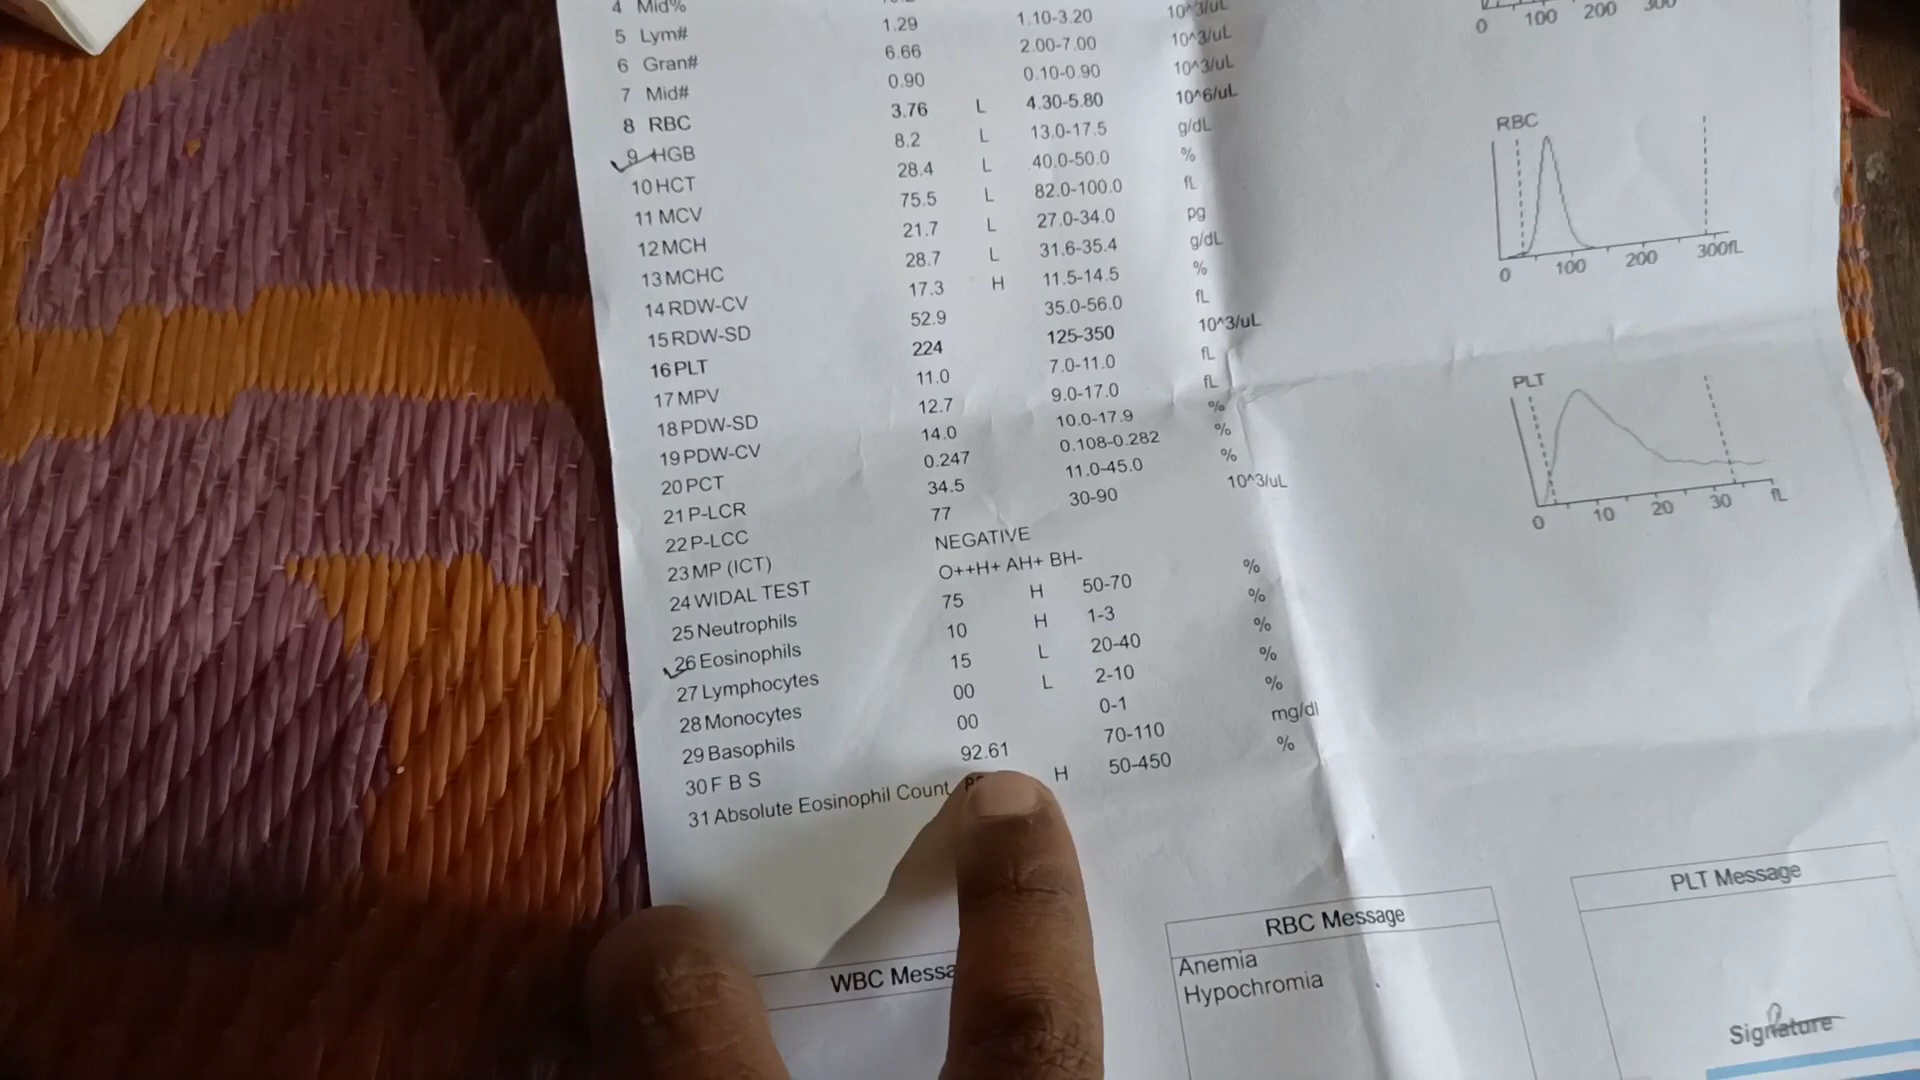 4 Mid%
5 Lym# 1.29 1.10-3.20 10^3/uL
6 Gran# 6.66 2.00-7.00 10^3/uL
7 Mid# 0.90 0.10-0.90 10^3/uL
8 RBC 3.76 L 4.30-5.80 10^6/uL
9 HGB 8.2 L 13.0-17.5 g/dL
10 HCT 28.4 L 40.0-50.0 %
11 MCV 75.5 L 82.0-100.0 fL
12 MCH 21.7 L 27.0-34.0 pg
13 MCHC 28.7 L 31.6-35.4 g/dL
14 RDW-CV 17.3 H 11.5-14.5 %
15 RDW-SD 52.9 35.0-56.0 fL
16 PLT 224 125-350 10^3/uL
17 MPV 11.0 7.0-11.0 fL
18 PDW-SD 12.7 9.0-17.0 fL
19 PDW-CV 14.0 10.0-17.9 %
20 PCT 0.247 0.108-0.282 %
21 P-LCR 34.5 11.0-45.0 %
22 P-LCC 77 30-90 10^3/uL
23 MP (ICT) NEGATIVE
24 WIDAL TEST O++H+ AH+ BH-
25 Neutrophils 75 H 50-70 %
26 Eosinophils 10 H 1-3 %
27 Lymphocytes 15 L 20-40 %
28 Monocytes 00 L 2-10 %
29 Basophils 00 0-1 %
30 F B S 92.61 70-110 mg/dl
31 Absolute Eosinophil Count H 50-450 %
0 100 200 300
RBC
0 100 200 300fL
PLT
0 10 20 30 fL
WBC Messa
RBC Message
Anemia
Hypochromia
PLT Message
Signature